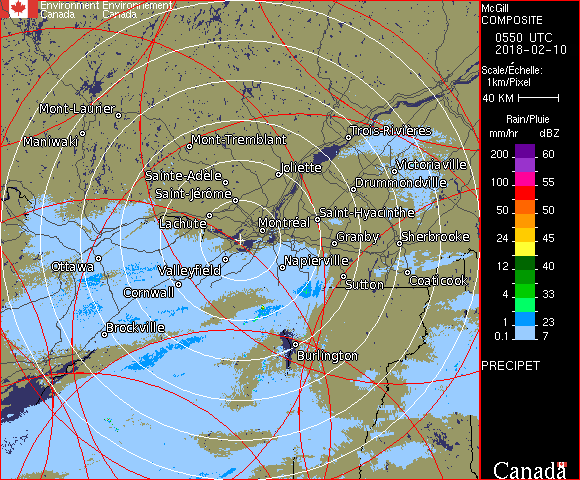 Environment Environnement
Canada Canada
McGill
COMPOSITE
0550 UTC
2018-02-10
Scale/Échelle:
1km/Pixel
40 KM
Rain/Pluie
mm/hr dBZ
200 60
150
100 55
50 50
24 45
12 40
4 33
1 23
0.1 7
PRECIPET
Canada
Mont-Laurier
Maniwaki
Mont-Tremblant
Trois-Rivières
Sainte-Adèle
Joliette
Victoriaville
Saint-Jérôme
Drummondville
Lachute
Montréal
Saint-Hyacinthe
Granby
Sherbrooke
Ottawa
Valleyfield
Napierville
Cornwall
Sutton
Coaticook
Brockville
Burlington